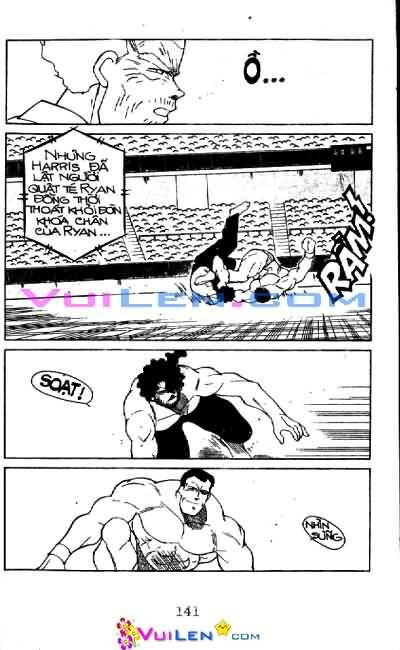 Ồ...
NHƯNG
HARRIS ĐÃ
LẬT NGƯỜI
QUẬT TÉ RYAN
ĐỒNG THỜI
THOÁT KHỎI ĐÒN
KHÓA CHÂN
CỦA RYAN...
RẦM!
VUILEN.COM
SOẠT!
NHÌN
SỮNG
141
VUILEN.COM